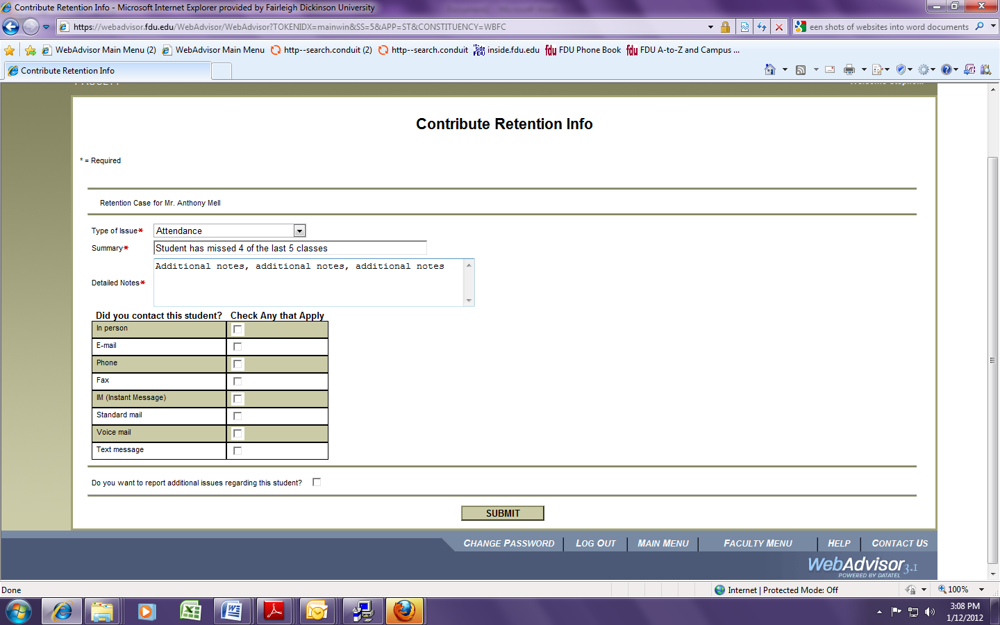 Contribute Retention Info - Microsoft Internet Explorer provided by Fairleigh Dickinson University
https://webadvisor.fdu.edu/WebAdvisor/WebAdvisor?TOKENIDX=mainwin&SS=5&APP=ST&CONSTITUENCY=WBFC
een shots of websites into word documents
WebAdvisor Main Menu (2) WebAdvisor Main Menu http--search.conduit (2) http--search.conduit inside.fdu.edu FDU Phone Book FDU A-to-Z and Campus ...
Contribute Retention Info
Contribute Retention Info
* = Required
Retention Case for Mr. Anthony Mell
Type of Issue* Attendance
Summary* Student has missed 4 of the last 5 classes
Additional notes, additional notes, additional notes
Detailed Notes*
Did you contact this student? Check Any that Apply
In person
E-mail
Phone
Fax
IM (Instant Message)
Standard mail
Voice mail
Text message
Do you want to report additional issues regarding this student?
SUBMIT
CHANGE PASSWORD LOG OUT MAIN MENU FACULTY MENU HELP CONTACT US
WebAdvisor 3.1
POWERED BY DATATEL
Done Internet | Protected Mode: Off 100%
3:08 PM
1/12/2012